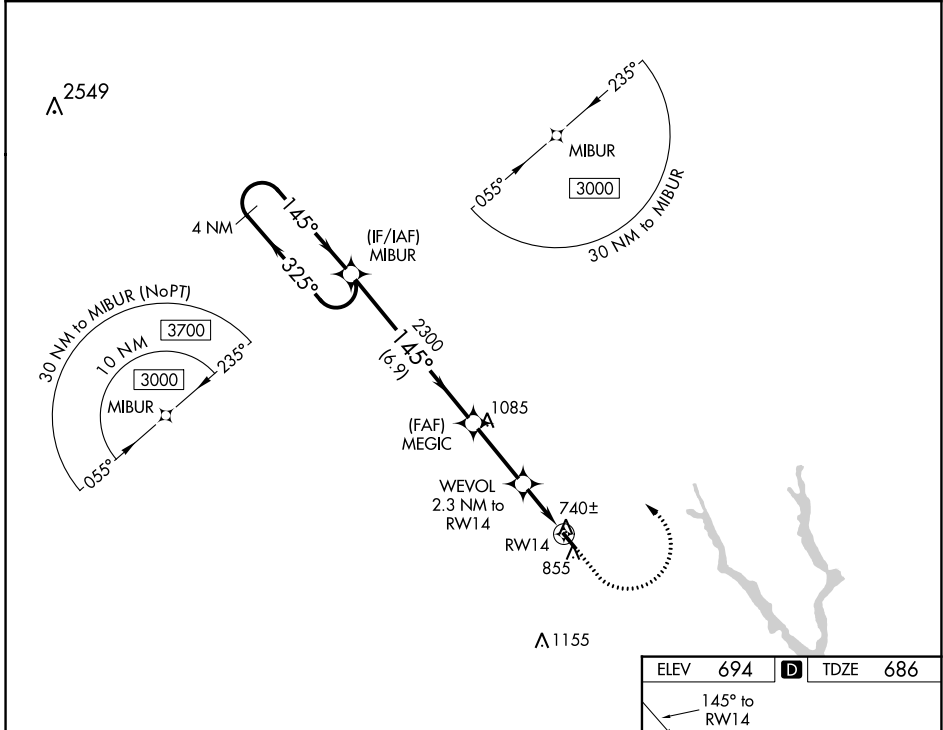 2549
235°
MIBUR
055°
3000
30 NM to MIBUR
4 NM
145°
325°
(IF/IAF)
MIBUR
30 NM to MIBUR (NoPT)
3700
10 NM
3000
235°
MIBUR
055°
2300
145°
(6.9)
1085
(FAF)
MEGIC
WEVOL
2.3 NM to
RW14
740±
RW14
855
1155
ELEV 694 D TDZE 686
145° to
RW14